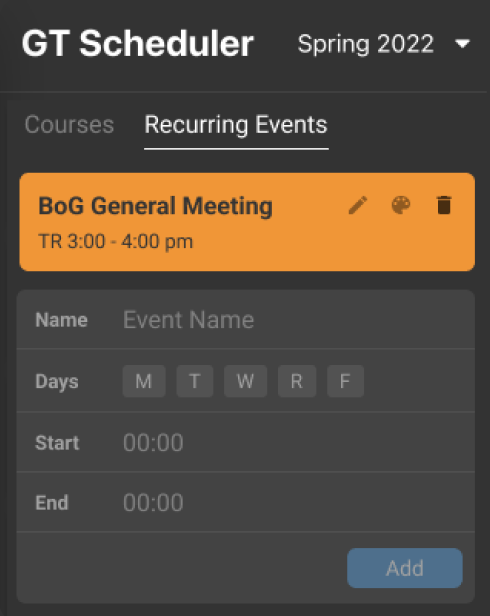 GT Scheduler Spring 2022
Courses Recurring Events
BoG General Meeting
TR 3:00 - 4:00 pm
Name Event Name
Days M T W R F
Start 00:00
End 00:00
Add